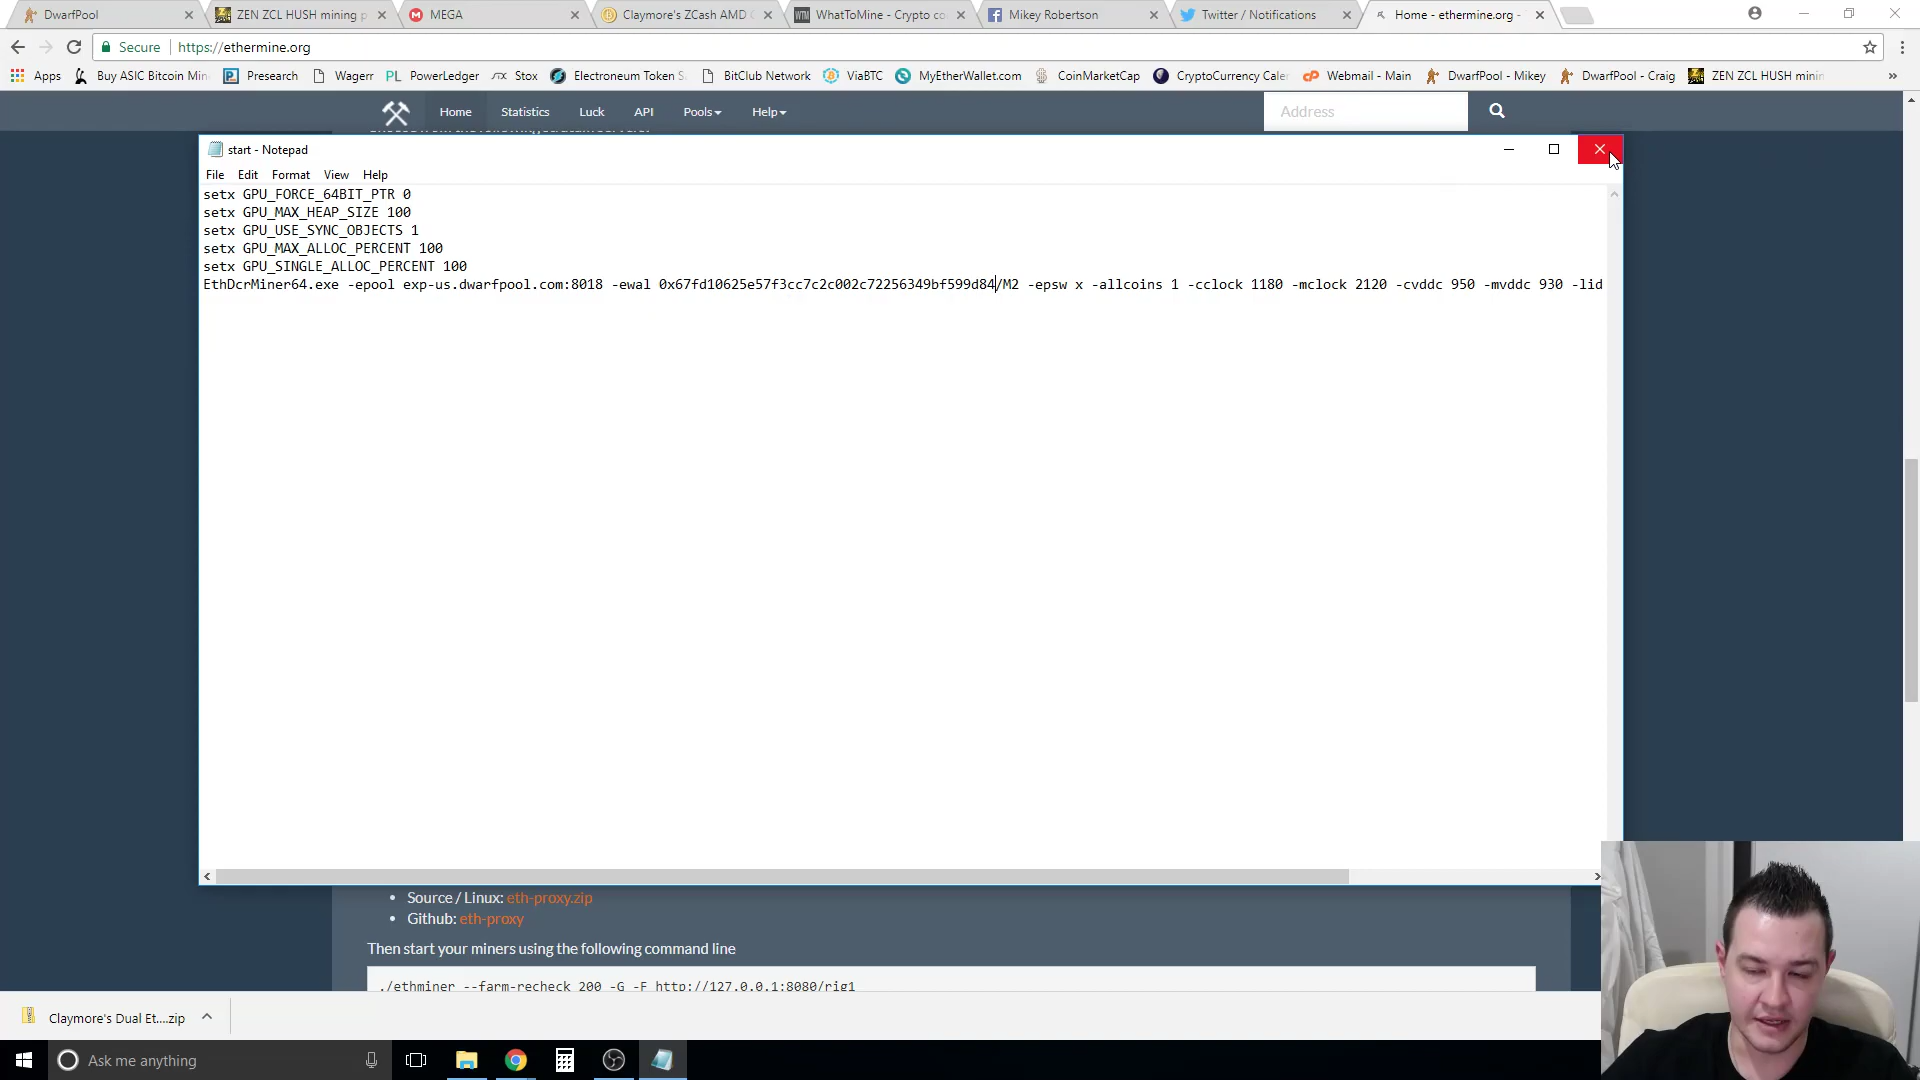 DwarfPool
ZEN ZCL HUSH mining p
MEGA
Claymore's ZCash AMD
WhatToMine - Crypto co
Mikey Robertson
Twitter / Notifications
Home - ethermine.org -
Secure
https://ethermine.org
Apps
Buy ASIC Bitcoin Min
Presearch
Wagerr
PowerLedger
Stox
Electroneum Token S
BitClub Network
ViaBTC
MyEtherWallet.com
CoinMarketCap
CryptoCurrency Caler
Webmail - Main
DwarfPool - Mikey
DwarfPool - Craig
ZEN ZCL HUSH minin
Home
Statistics
Luck
API
Pools
Help
Address
start - Notepad
File
Edit
Format
View
Help
setx GPU_FORCE_64BIT_PTR 0
setx GPU_MAX_HEAP_SIZE 100
setx GPU_USE_SYNC_OBJECTS 1
setx GPU_MAX_ALLOC_PERCENT 100
setx GPU_SINGLE_ALLOC_PERCENT 100
EthDcrMiner64.exe -epool exp-us.dwarfpool.com:8018 -ewal 0x67fd10625e57f3cc7c2c002c72256349bf599d84/M2 -epsw x -allcoins 1 -cclock 1180 -mclock 2120 -cvddc 950 -mvddc 930 -lid
Source / Linux: eth-proxy.zip
Github: eth-proxy
Then start your miners using the following command line
./ethminer --farm-recheck 200 -G -F http://127.0.0.1:8080/rig1
Claymore's Dual Et....zip
Ask me anything